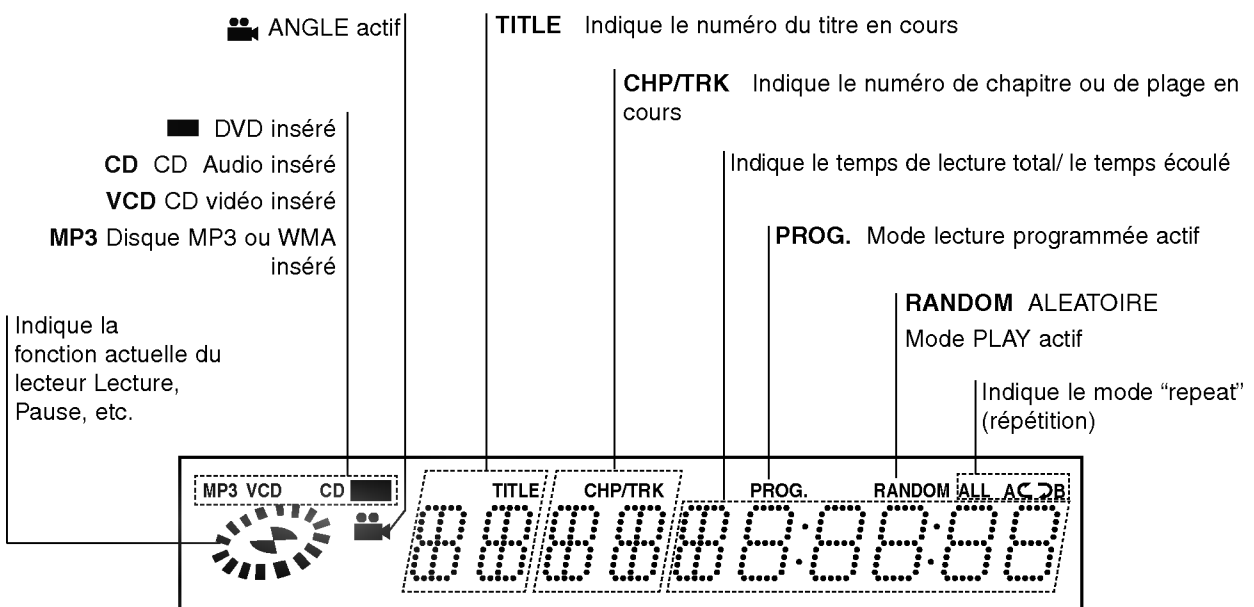 ANGLE actif
TITLE Indique le numéro du titre en cours
CHP/TRK Indique le numéro de chapitre ou de plage en
cours
DVD inséré
CD CD Audio inséré
VCD CD vidéo inséré
MP3 Disque MP3 ou WMA
inséré
Indique le temps de lecture total/ le temps écoulé
PROG. Mode lecture programmée actif
RANDOM ALEATOIRE
Mode PLAY actif
Indique la
fonction actuelle du
lecteur Lecture,
Pause, etc.
Indique le mode “repeat”
(répétition)
MP3 VCD CD TITLE CHP/TRK PROG. RANDOM ALL A B